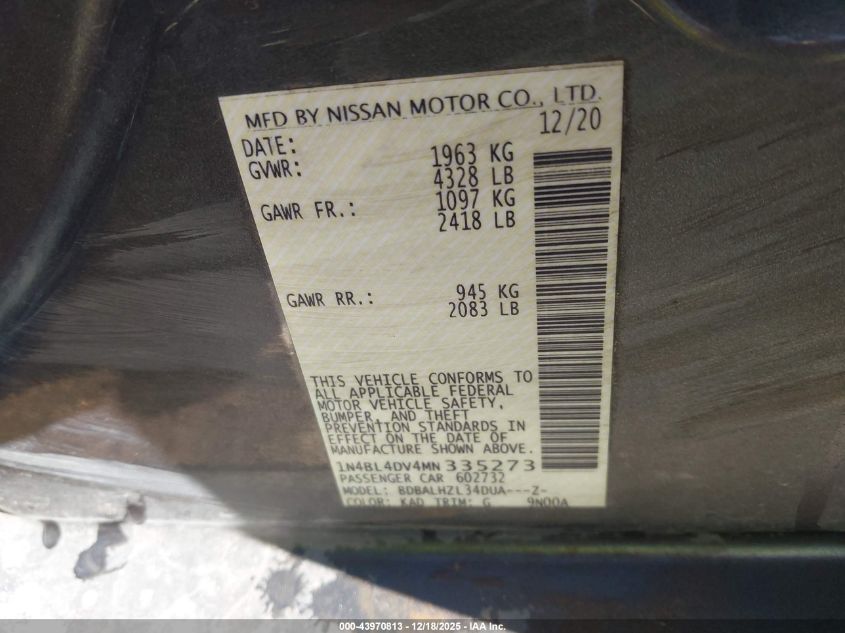 MFD BY NISSAN MOTOR CO., LTD.
DATE: 12/20
GVWR: 1963 KG
4328 LB
GAWR FR.: 1097 KG
2418 LB
GAWR RR.: 945 KG
2083 LB
THIS VEHICLE CONFORMS TO
ALL APPLICABLE FEDERAL
MOTOR VEHICLE SAFETY,
BUMPER, AND THEFT
PREVENTION STANDARDS IN
EFFECT ON THE DATE OF
MANUFACTURE SHOWN ABOVE.
1N4BL4DV4MN335273
PASSENGER CAR 602732
MODEL: BDBALHZL34DUA---Z-
COLOR: KAD TRIM: G 9N00A
000-43970813 - 12/18/2025 - IAA Inc.